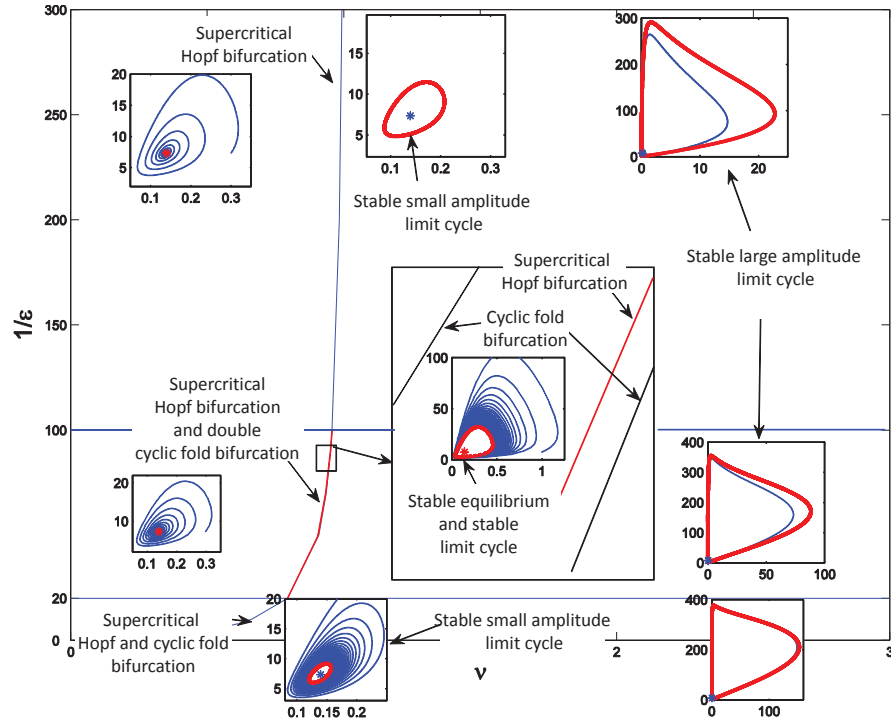 300
250
200
150
100
20
0
1/ε
0
2
3
ν
Supercritical
Hopf bifurcation
20
15
10
5
0.1
0.2
0.3
15
10
5
0.1
0.2
0.3
Stable small amplitude
limit cycle
300
200
100
0
0
10
20
Stable large amplitude
limit cycle
Supercritical
Hopf bifurcation
Cyclic fold
bifurcation
100
50
0
0
0.5
1
Stable equilibrium
and stable
limit cycle
Supercritical
Hopf bifurcation
and double
cyclic fold bifurcation
20
10
0.1
0.2
0.3
400
300
200
100
0
0
50
100
Supercritical
Hopf and cyclic fold
bifurcation
20
15
10
5
0.1
0.15
0.2
Stable small amplitude
limit cycle
400
200
0
0
100